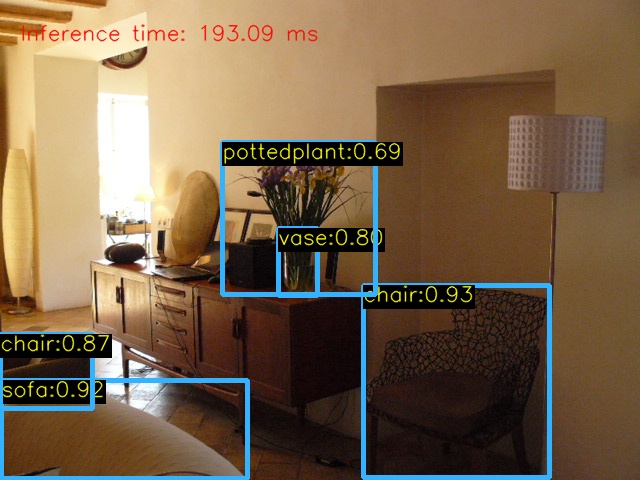 Inference time: 193.09 ms
pottedplant:0.69
vase:0.80
chair:0.93
chair:0.87
sofa:0.92